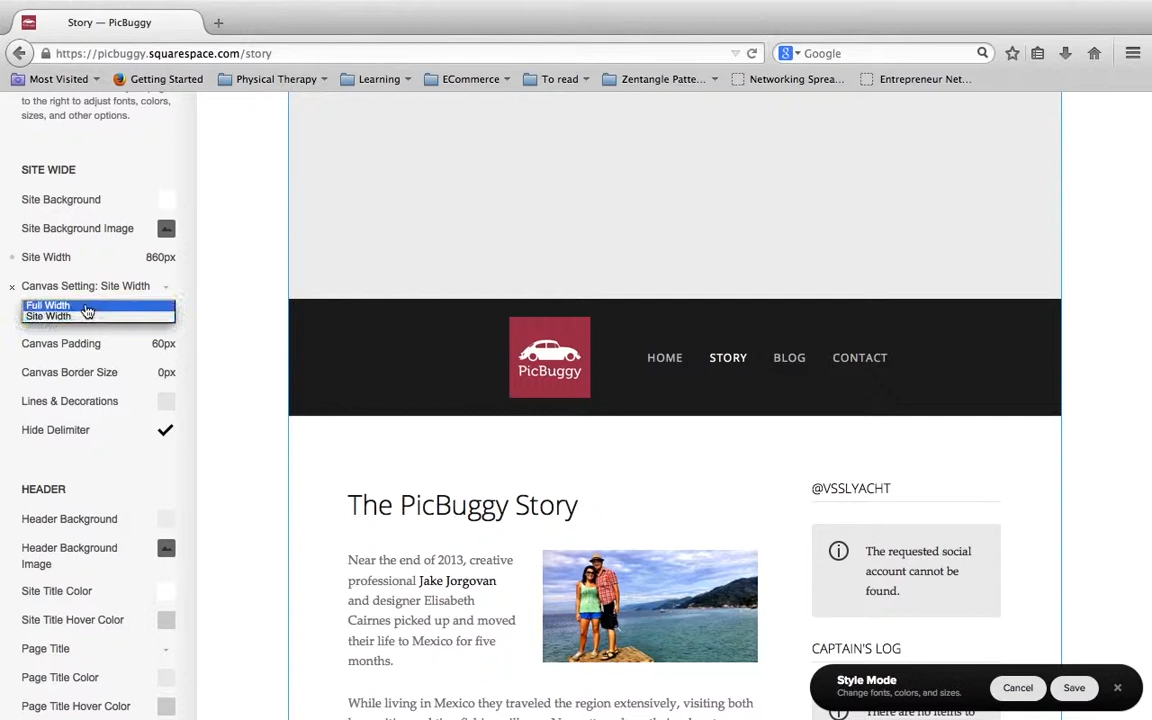 Story — PicBuggy
https://picbuggy.squarespace.com/story
Google
Most Visited
Getting Started
Physical Therapy
Learning
ECommerce
To read
Zentangle Patte...
Networking Sprea...
Entrepreneur Net...
to the right to adjust fonts, colors,
sizes, and other options.
SITE WIDE
Site Background
Site Background Image
Site Width 860px
Canvas Setting: Site Width
Full Width
Site Width
Canvas Padding 60px
Canvas Border Size 0px
Lines & Decorations
Hide Delimiter
HEADER
Header Background
Header Background
Image
Site Title Color
Site Title Hover Color
Page Title
Page Title Color
Page Title Hover Color
PicBuggy
HOME STORY BLOG CONTACT
The PicBuggy Story
Near the end of 2013, creative
professional Jake Jorgovan
and designer Elisabeth
Cairnes picked up and moved
their life to Mexico for five
months.
While living in Mexico they traveled the region extensively, visiting both
@VSSLYACHT
The requested social
account cannot be
found.
CAPTAIN'S LOG
There are no items to
Style Mode
Change fonts, colors, and sizes.
Cancel
Save